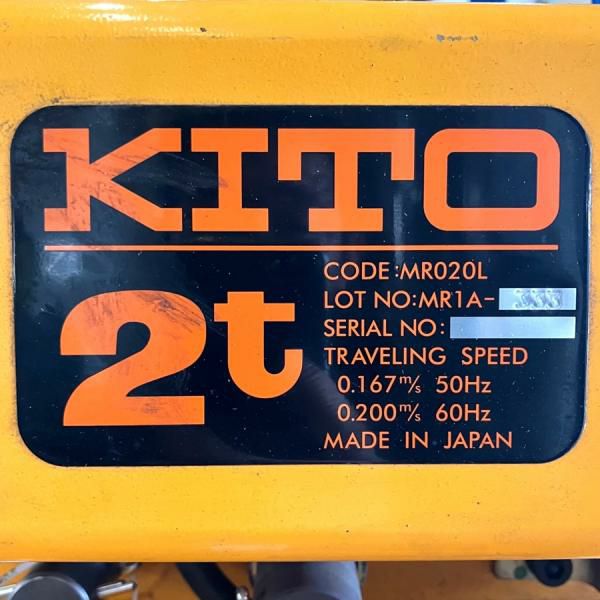 KITO
2t
CODE:MR020L
LOT NO:MR1A-
SERIAL NO:
TRAVELING SPEED
0.167m/s 50Hz
0.200m/s 60Hz
MADE IN JAPAN